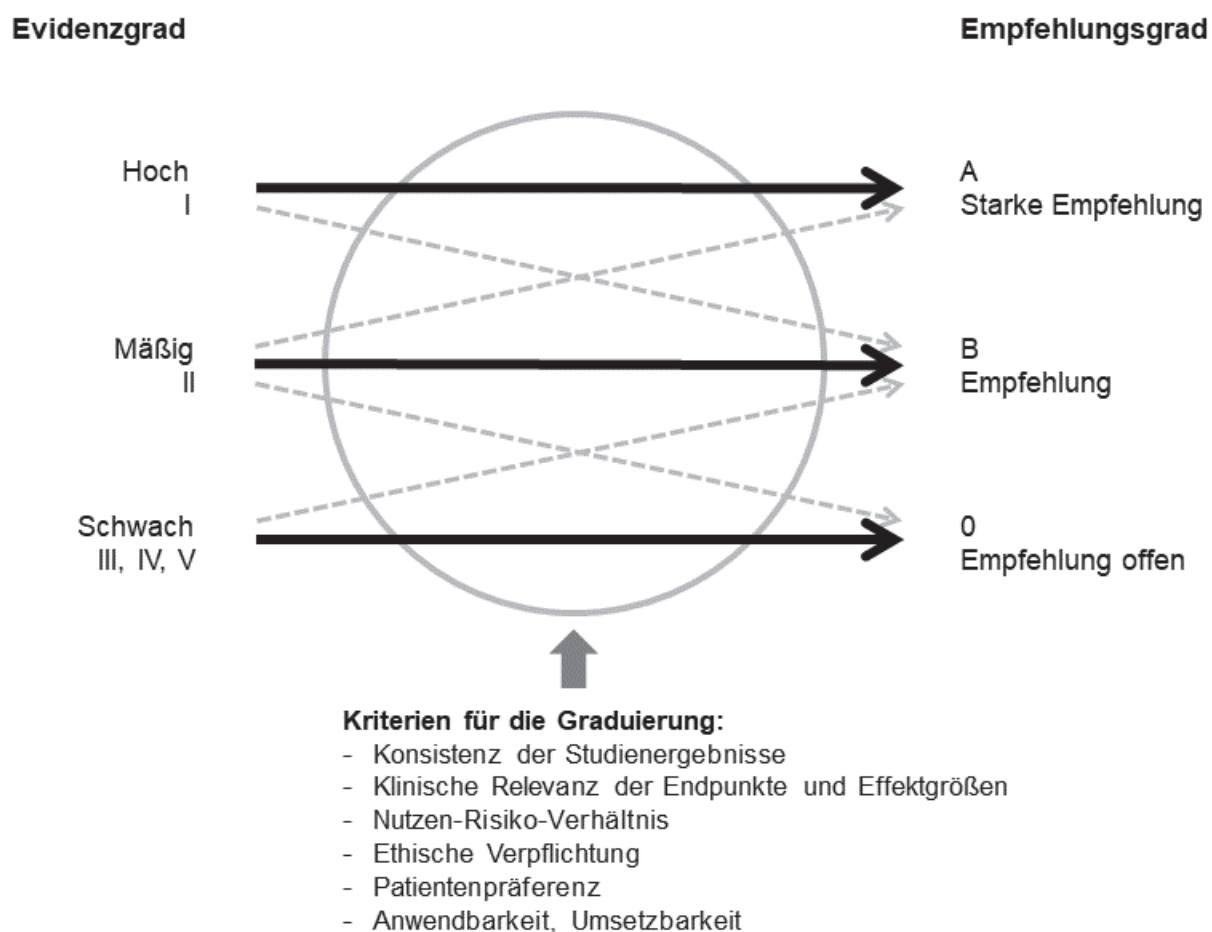 Evidenzgrad
Empfehlungsgrad
Hoch
I
A
Starke Empfehlung
Mäßig
II
B
Empfehlung
Schwach
III, IV, V
0
Empfehlung offen
Kriterien für die Graduierung:
- Konsistenz der Studienergebnisse
- Klinische Relevanz der Endpunkte und Effektgrößen
- Nutzen-Risiko-Verhältnis
- Ethische Verpflichtung
- Patientenpräferenz
- Anwendbarkeit, Umsetzbarkeit